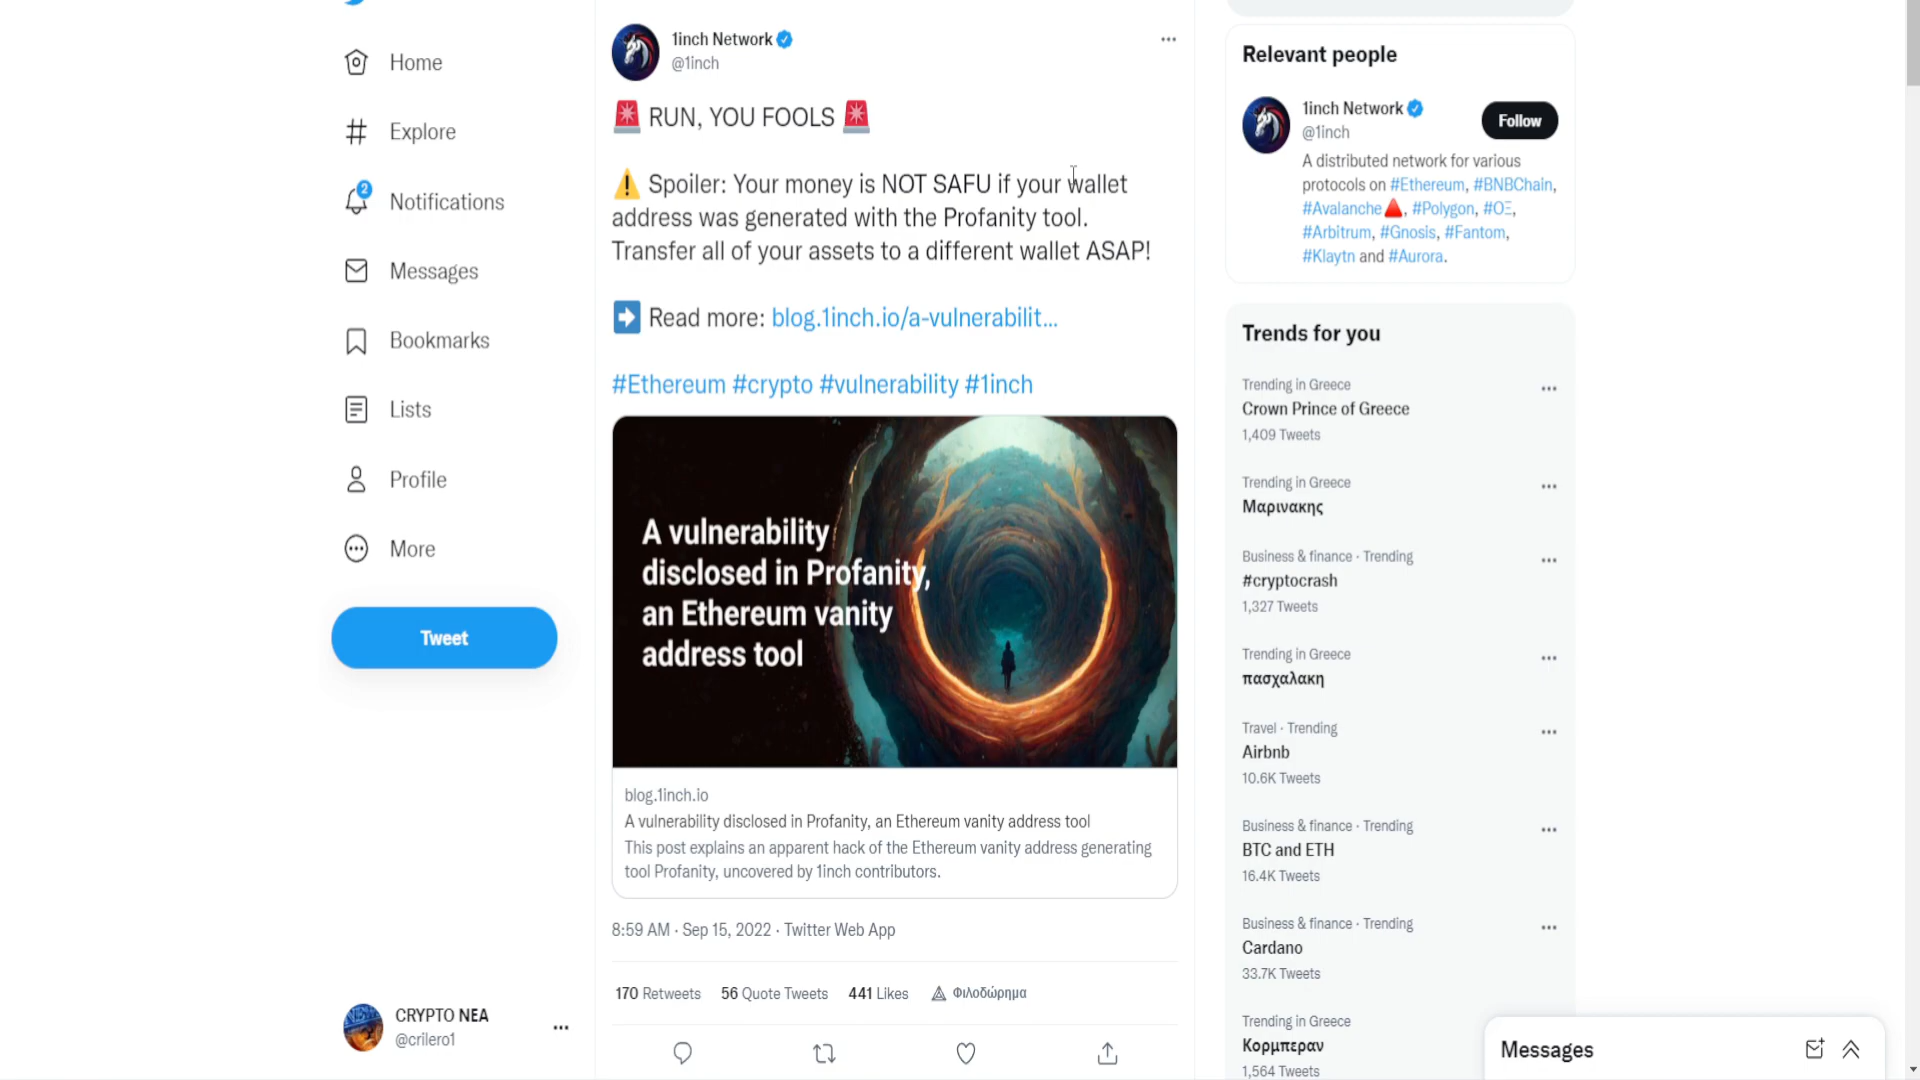 Home
Explore
2
Notifications
Messages
Bookmarks
Lists
Profile
More
Tweet
CRYPTO NEA
@crilero1
1inch Network
@1inch
🚨 RUN, YOU FOOLS 🚨
⚠️ Spoiler: Your money is NOT SAFU if your wallet
address was generated with the Profanity tool.
Transfer all of your assets to a different wallet ASAP!
➡️ Read more: blog.1inch.io/a-vulnerabilit...
#Ethereum #crypto #vulnerability #1inch
A vulnerability
disclosed in Profanity,
an Ethereum vanity
address tool
blog.1inch.io
A vulnerability disclosed in Profanity, an Ethereum vanity address tool
This post explains an apparent hack of the Ethereum vanity address generating
tool Profanity, uncovered by 1inch contributors.
8:59 AM · Sep 15, 2022 · Twitter Web App
170 Retweets 56 Quote Tweets 441 Likes Φιλοδώρημα
Relevant people
1inch Network
@1inch
Follow
A distributed network for various
protocols on #Ethereum, #BNBChain,
#Avalanche🔺, #Polygon, #OΞ,
#Arbitrum, #Gnosis, #Fantom,
#Klaytn and #Aurora.
Trends for you
Trending in Greece
Crown Prince of Greece
1,409 Tweets
Trending in Greece
Μαρινακης
Business & finance · Trending
#cryptocrash
1,327 Tweets
Trending in Greece
πασχαλακη
Travel · Trending
Airbnb
10.6K Tweets
Business & finance · Trending
BTC and ETH
16.4K Tweets
Business & finance · Trending
Cardano
33.7K Tweets
Trending in Greece
Κορμπεραν
1,564 Tweets
Messages